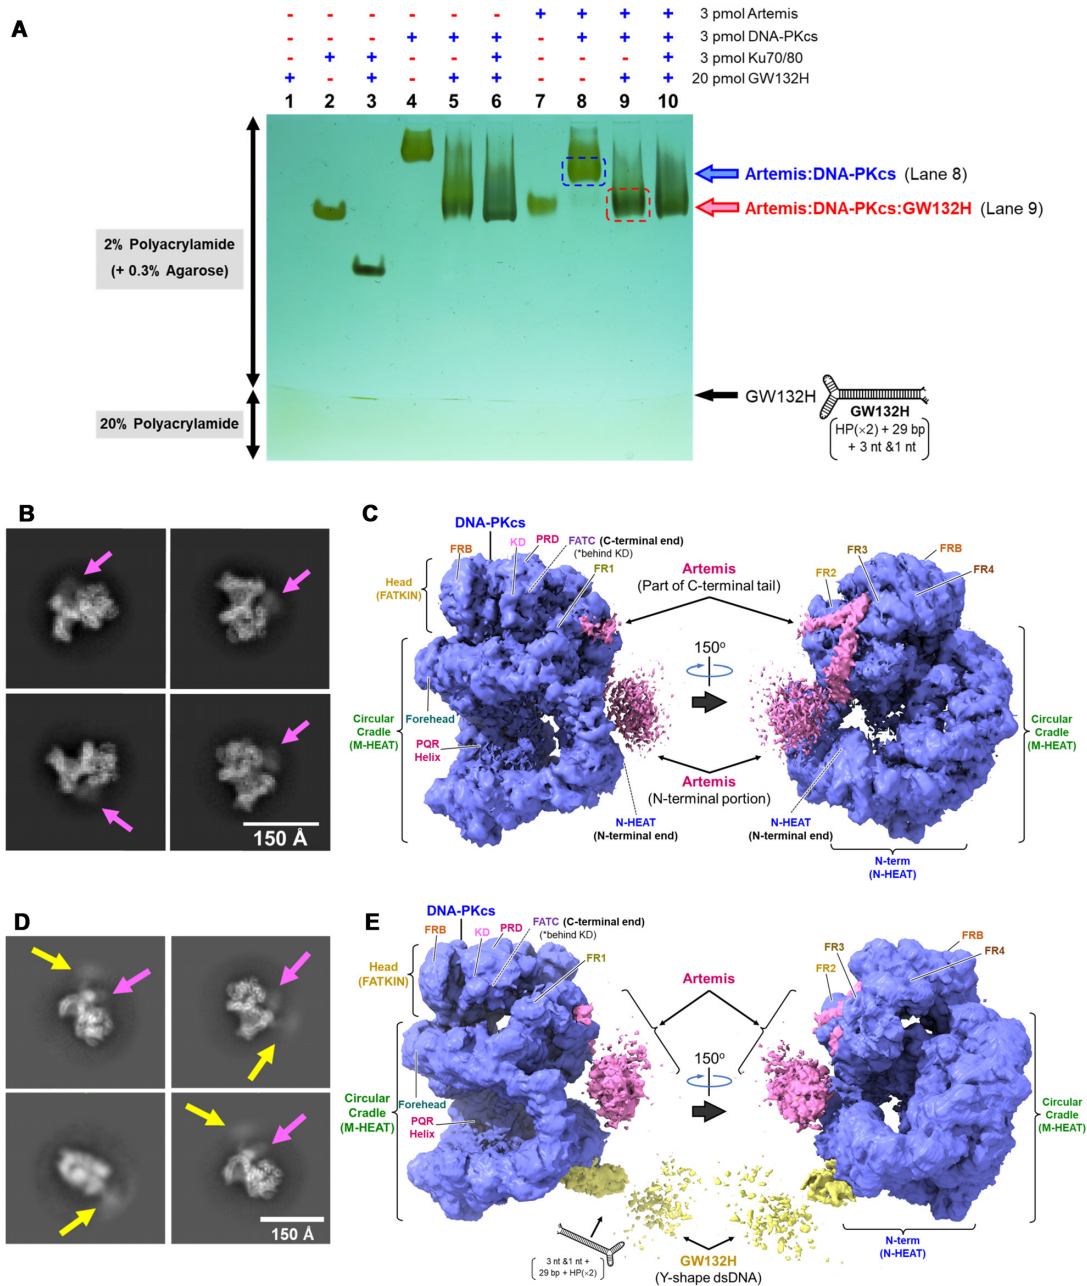 A
- - - - - - + + + + 3 pmol Artemis
- - - + + + - + + + 3 pmol DNA-PKcs
- + + - - + - - - + 3 pmol Ku70/80
+ - + - + + - - + + 20 pmol GW132H
1 2 3 4 5 6 7 8 9 10
2% Polyacrylamide
(+ 0.3% Agarose)
20% Polyacrylamide
Artemis:DNA-PKcs (Lane 8)
Artemis:DNA-PKcs:GW132H (Lane 9)
GW132H
GW132H
HP(×2) + 29 bp
+ 3 nt &1 nt
B
150 Å
C
DNA-PKcs
FRB
KD
PRD
FATC (C-terminal end)
(*behind KD)
FR1
Head
(FATKIN)
Circular
Cradle
(M-HEAT)
Forehead
PQR
Helix
N-HEAT
(N-terminal end)
Artemis
(Part of C-terminal tail)
150°
Artemis
(N-terminal portion)
FR2
FR3
FRB
FR4
Circular
Cradle
(M-HEAT)
N-HEAT
(N-terminal end)
N-term
(N-HEAT)
D
150 Å
E
DNA-PKcs
FRB
KD
PRD
FATC (C-terminal end)
(*behind KD)
FR1
Head
(FATKIN)
Circular
Cradle
(M-HEAT)
Forehead
PQR
Helix
Artemis
150°
FR2
FR3
FRB
FR4
Circular
Cradle
(M-HEAT)
N-term
(N-HEAT)
3 nt &1 nt +
29 bp + HP(×2)
GW132H
(Y-shape dsDNA)